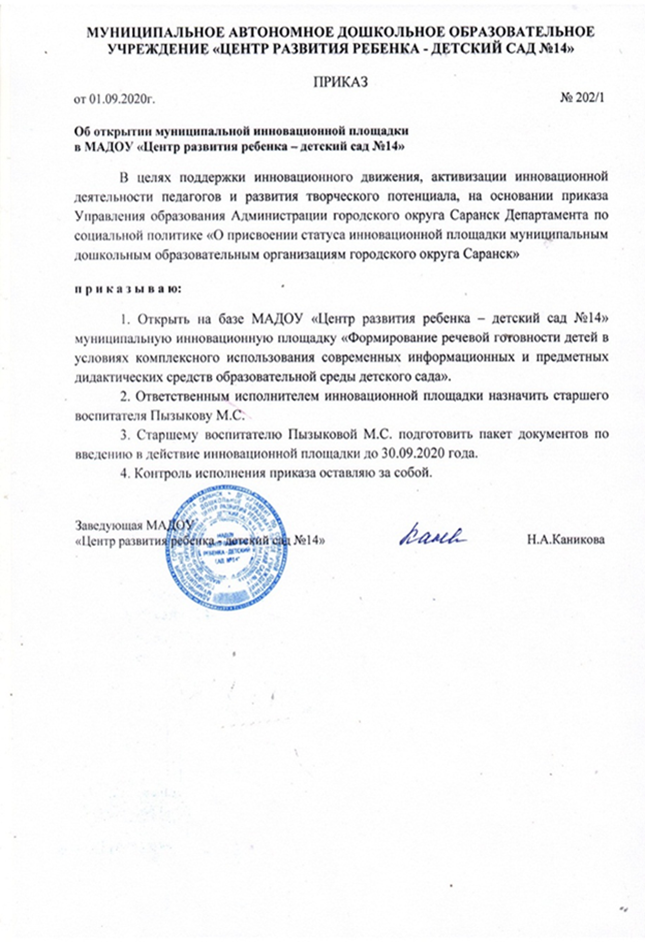 МУНИЦИПАЛЬНОЕ АВТОНОМНОЕ ДОШКОЛЬНОЕ ОБРАЗОВАТЕЛЬНОЕ
УЧРЕЖДЕНИЕ «ЦЕНТР РАЗВИТИЯ РЕБЕНКА - ДЕТСКИЙ САД №14»
ПРИКАЗ
от 01.09.2020г. № 202/1
Об открытии муниципальной инновационной площадки
в МАДОУ «Центр развития ребенка – детский сад №14»
В целях поддержки инновационного движения, активизации инновационной
деятельности педагогов и развития творческого потенциала, на основании приказа
Управления образования Администрации городского округа Саранск Департамента по
социальной политике «О присвоении статуса инновационной площадки муниципальным
дошкольным образовательным организациям городского округа Саранск»
п р и к а з ы в а ю:
1. Открыть на базе МАДОУ «Центр развития ребенка – детский сад №14»
муниципальную инновационную площадку «Формирование речевой готовности детей в
условиях комплексного использования современных информационных и предметных
дидактических средств образовательной среды детского сада».
2. Ответственным исполнителем инновационной площадки назначить старшего
воспитателя Пызыкову М.С.
3. Старшему воспитателю Пызыковой М.С. подготовить пакет документов по
введению в действие инновационной площадки до 30.09.2020 года.
4. Контроль исполнения приказа оставляю за собой.
Заведующая МАДОУ
«Центр развития ребенка - детский сад №14» Н.А.Каникова